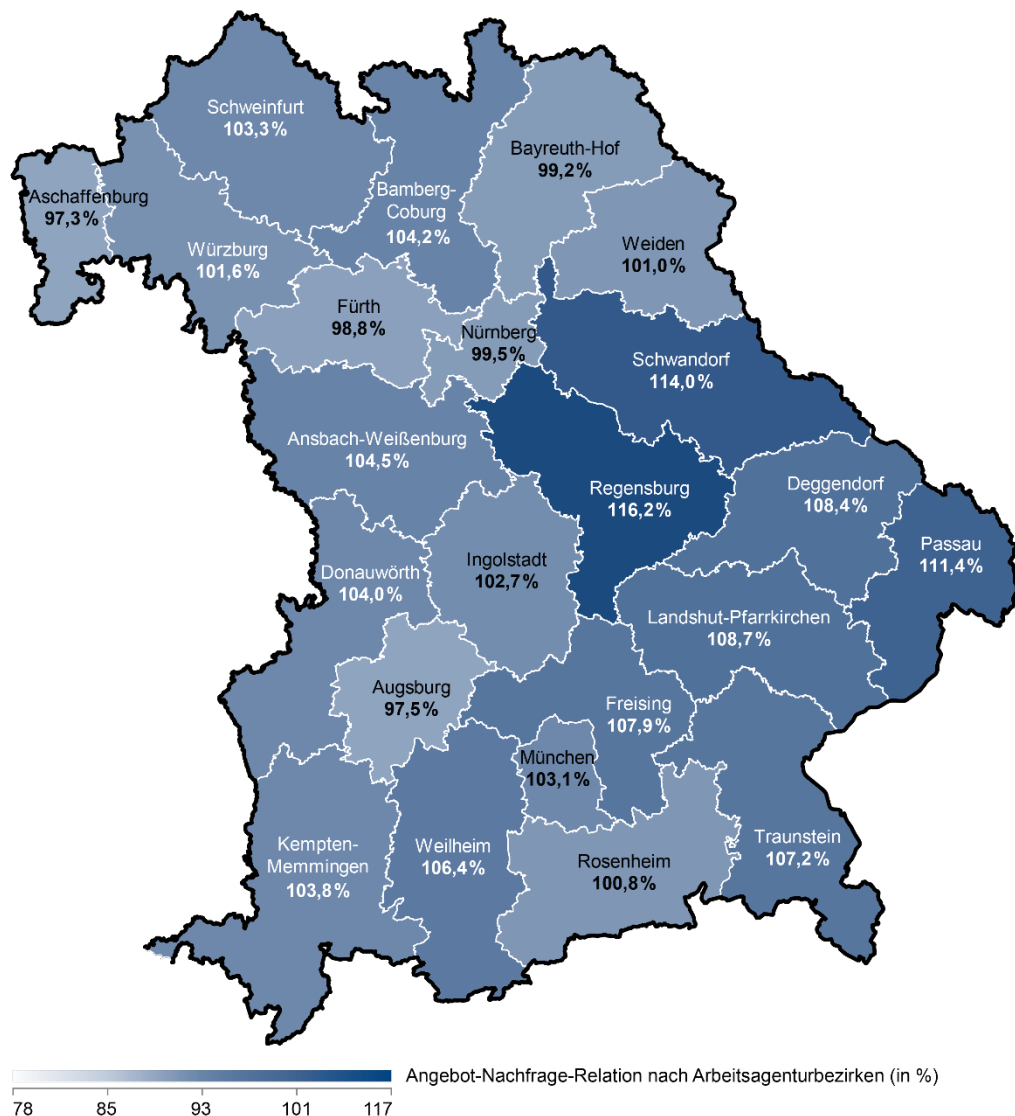 Schweinfurt
103,3%
Bayreuth-Hof
99,2%
Aschaffenburg
97,3%
Bamberg-
Coburg
104,2%
Würzburg
101,6%
Weiden
101,0%
Fürth
98,8%
Nürnberg
99,5%
Schwandorf
114,0%
Ansbach-Weißenburg
104,5%
Regensburg
116,2%
Deggendorf
108,4%
Passau
111,4%
Donauwörth
104,0%
Ingolstadt
102,7%
Landshut-Pfarrkirchen
108,7%
Augsburg
97,5%
Freising
107,9%
München
103,1%
Kempten-
Memmingen
103,8%
Weilheim
106,4%
Rosenheim
100,8%
Traunstein
107,2%
Angebot-Nachfrage-Relation nach Arbeitsagenturbezirken (in %)
78 85 93 101 117